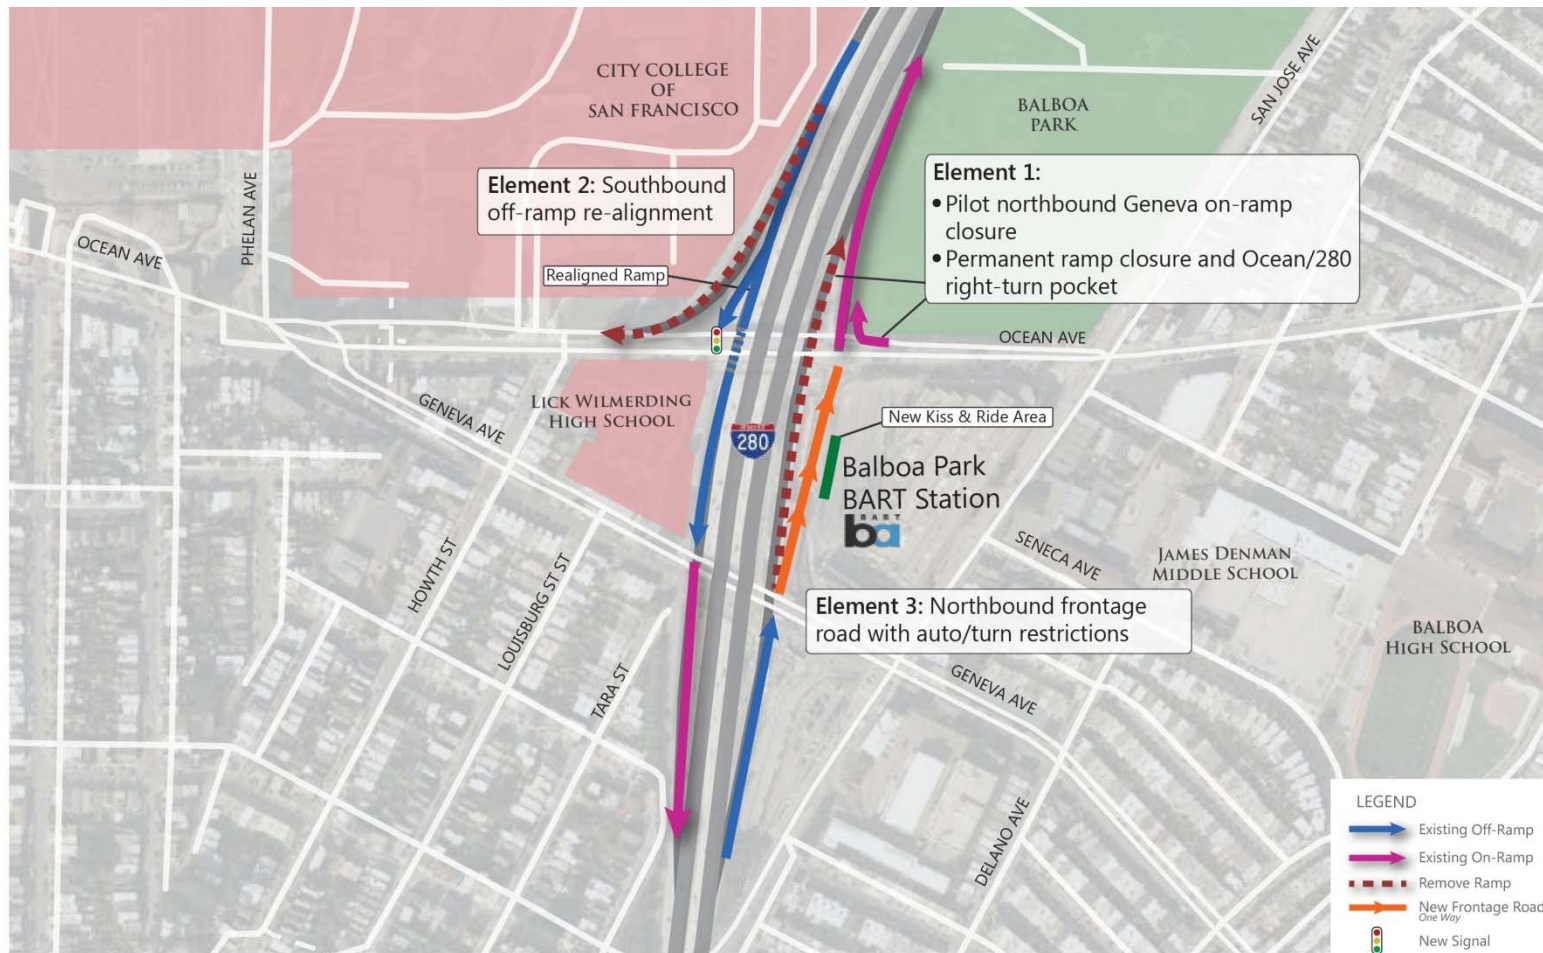 CITY COLLEGE
OF
SAN FRANCISCO
BALBOA
PARK
SAN JOSE AVE
Element 1:
• Pilot northbound Geneva on-ramp
closure
• Permanent ramp closure and Ocean/280
right-turn pocket
Element 2: Southbound
off-ramp re-alignment
PHELAN AVE
OCEAN AVE
Realigned Ramp
OCEAN AVE
GENEVA AVE
LICK WILMERDING
HIGH SCHOOL
280
New Kiss & Ride Area
Balboa Park
BART Station
BART
ba
HOWTH ST
LOUISBURG ST ST
TARA ST
SENECA AVE
JAMES DENMAN
MIDDLE SCHOOL
BALBOA
HIGH SCHOOL
Element 3: Northbound frontage
road with auto/turn restrictions
GENEVA AVE
DELANO AVE
LEGEND
Existing Off-Ramp
Existing On-Ramp
Remove Ramp
New Frontage Road
One Way
New Signal